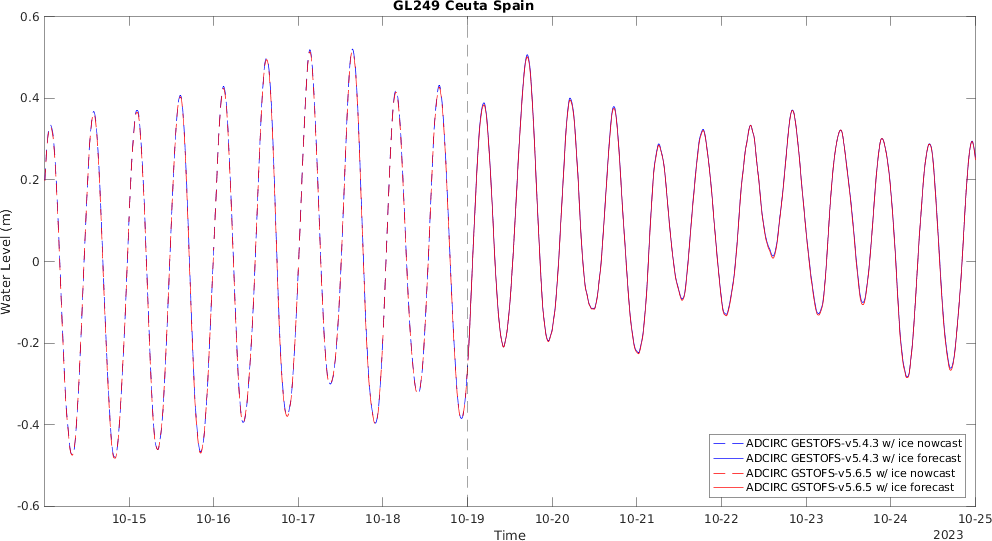 GL249 Ceuta Spain
0.6
0.4
0.2
0
-0.2
-0.4
-0.6
Water Level (m)
ADCIRC GESTOFS-v5.4.3 w/ ice nowcast
ADCIRC GESTOFS-v5.4.3 w/ ice forecast
ADCIRC GSTOFS-v5.6.5 w/ ice nowcast
ADCIRC GSTOFS-v5.6.5 w/ ice forecast
10-15 10-16 10-17 10-18 10-19 10-20 10-21 10-22 10-23 10-24 10-25
Time
2023